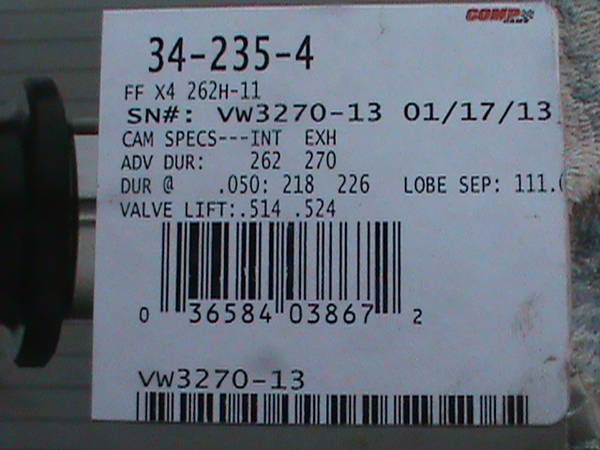 COMP
CAMS
34-235-4
FF X4 262H-11
SN#: VW3270-13 01/17/13
CAM SPECS---INT EXH
ADV DUR: 262 270
DUR @ .050: 218 226 LOBE SEP: 111.0
VALVE LIFT:.514 .524
0 36584 03867 2
VW3270-13